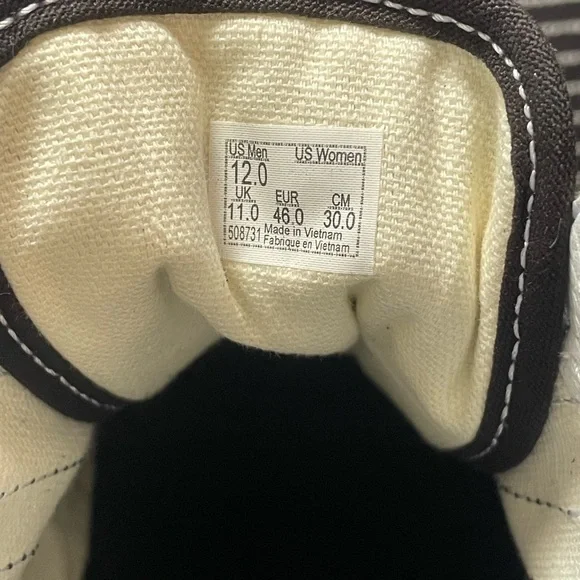 US Men US Women
12.0
UK EUR CM
11.0 46.0 30.0
508731 Made in Vietnam
Fabrique en Vietnam